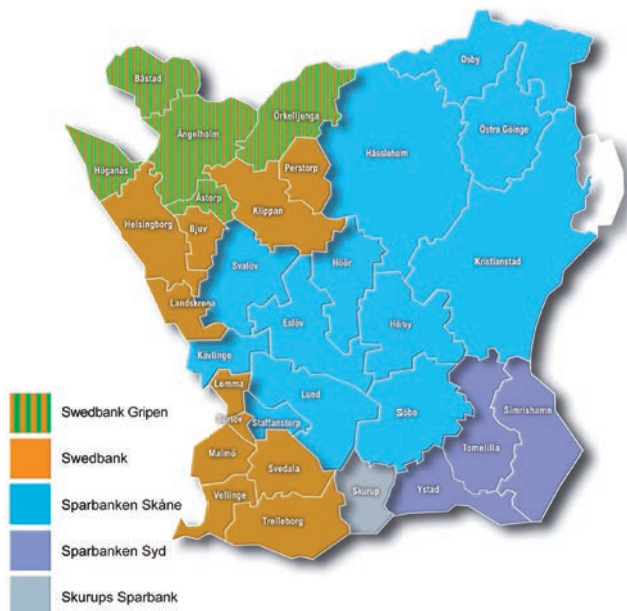 Osby
Båstad
Örkelljunga
Ängelholm
Östra Göinge
Hässleholm
Perstorp
Höganäs
Åstorp
Klippan
Helsingborg
Bjuv
Svalöv
Höör
Kristianstad
Landskrona
Eslöv
Hörby
Kävlinge
Lomma
Lund
Sjöbo
Simrishamn
Burlöv
Staffanstorp
Malmö
Svedala
Tomelilla
Skurup
Ystad
Vellinge
Trelleborg
Swedbank Gripen
Swedbank
Sparbanken Skåne
Sparbanken Syd
Skurups Sparbank